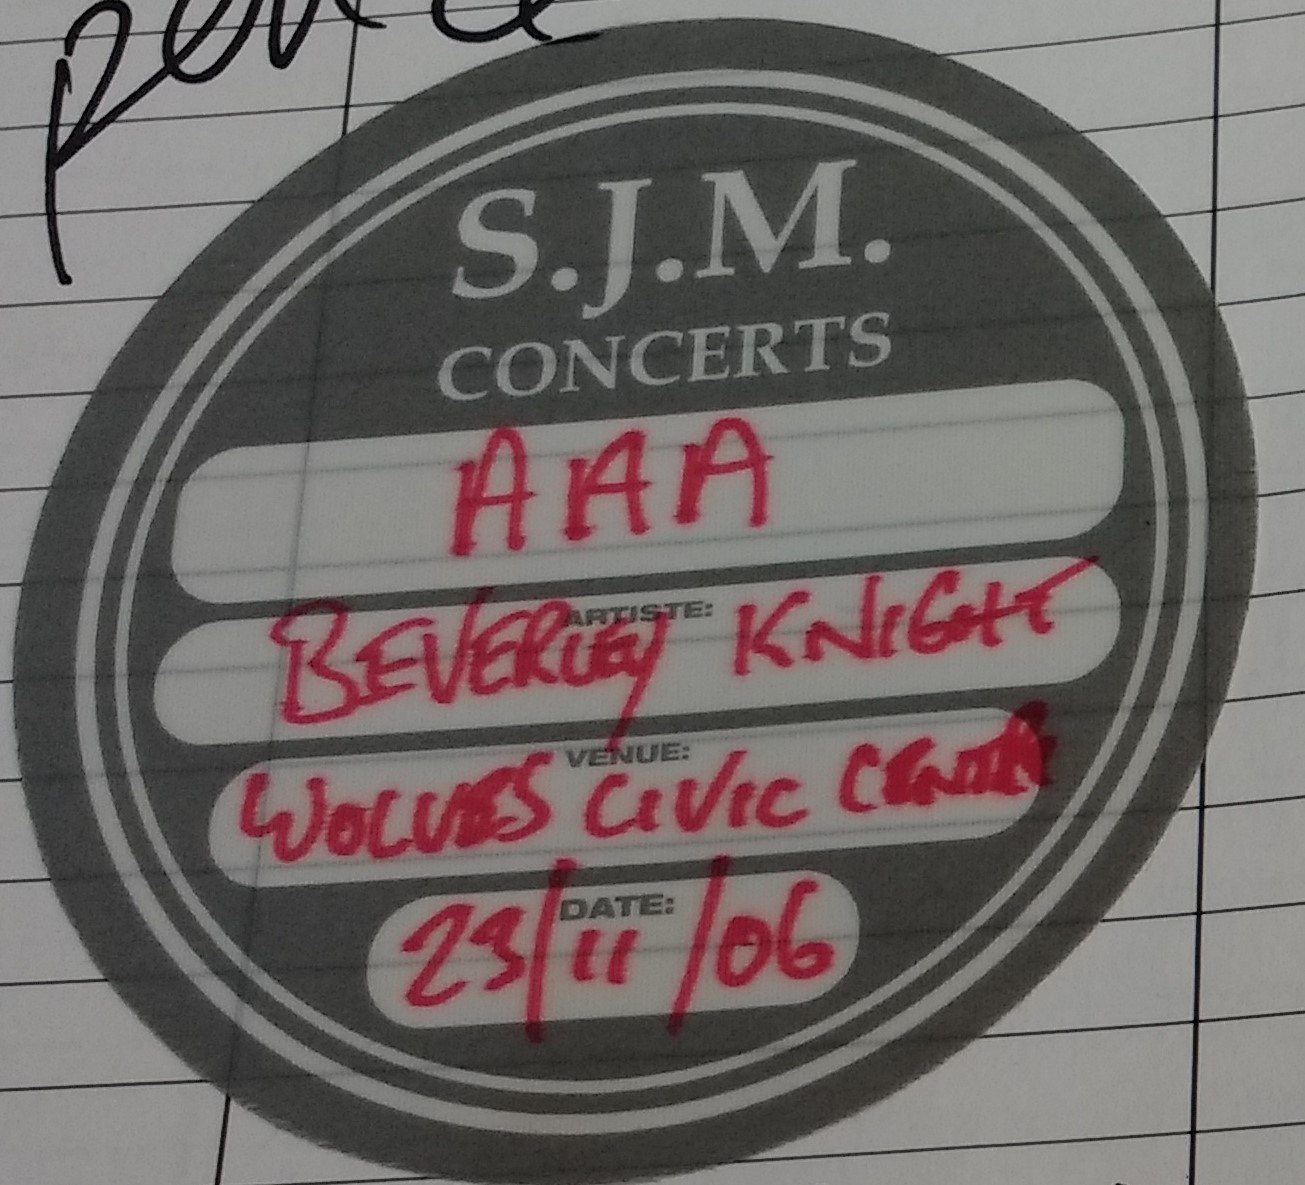 S.J.M.
CONCERTS
AAA
ARTISTE:
BEVERLEY KNIGHT
VENUE:
WOLVES CIVIC CENTRE
DATE:
23/11/06